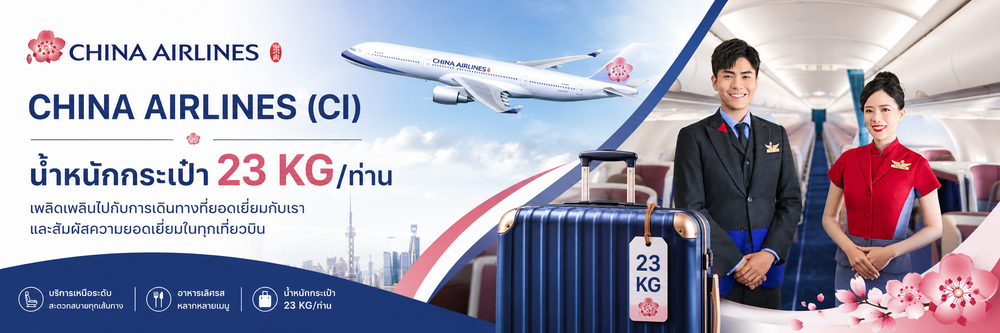 CHINA AIRLINES
CHINA AIRLINES (CI)
น้ำหนักกระเป๋า 23 KG/ท่าน
เพลิดเพลินไปกับการเดินทางที่ยอดเยี่ยมกับเรา
และสัมผัสความยอดเยี่ยมในทุกเที่ยวบิน
บริการเหนือระดับ
สะดวกสบายทุกเส้นทาง
อาหารเลิศรส
หลากหลายเมนู
น้ำหนักกระเป๋า
23 KG/ท่าน
CHINA AIRLINES
23
KG